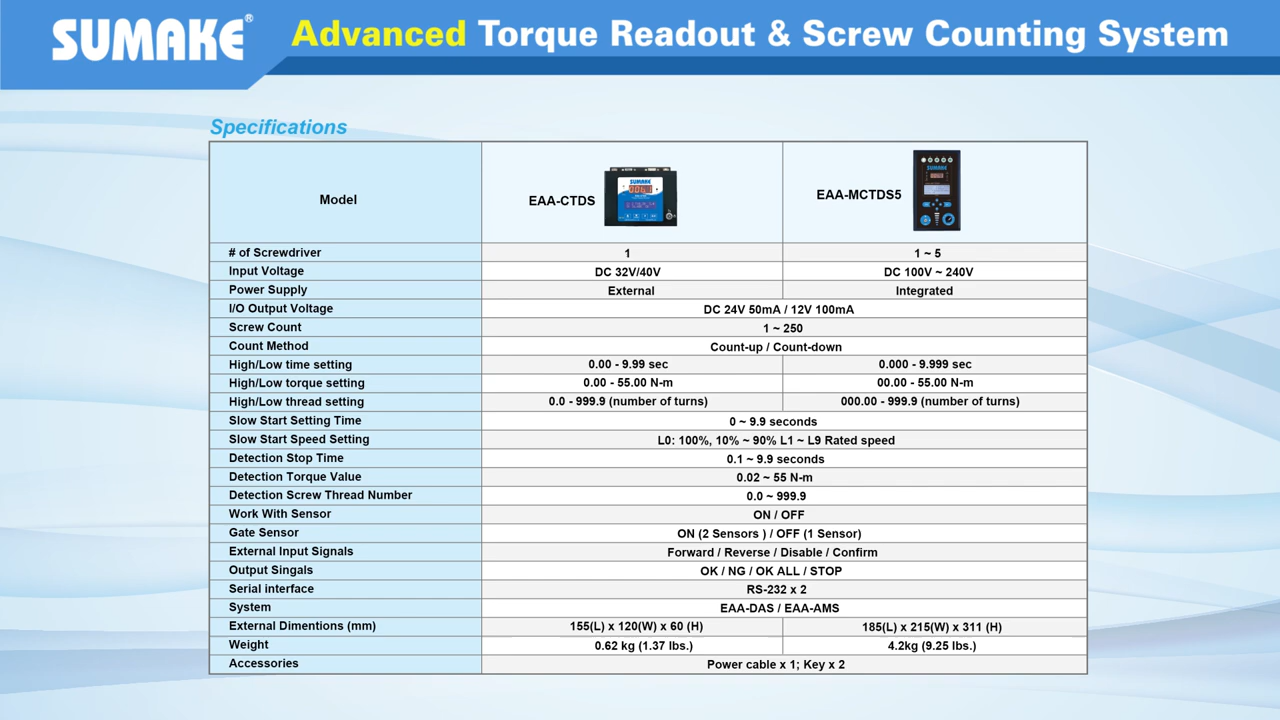 SUMAKE®
Advanced Torque Readout & Screw Counting System
Specifications
Model EAA-CTDS EAA-MCTDS5
SUMAKE
SUMAKE
# of Screwdriver 1 1 ~ 5
Input Voltage DC 32V/40V DC 100V ~ 240V
Power Supply External Integrated
I/O Output Voltage DC 24V 50mA / 12V 100mA
Screw Count 1 ~ 250
Count Method Count-up / Count-down
High/Low time setting 0.00 - 9.99 sec 0.000 - 9.999 sec
High/Low torque setting 0.00 - 55.00 N-m 00.00 - 55.00 N-m
High/Low thread setting 0.0 - 999.9 (number of turns) 000.00 - 999.9 (number of turns)
Slow Start Setting Time 0 ~ 9.9 seconds
Slow Start Speed Setting L0: 100%, 10% ~ 90% L1 ~ L9 Rated speed
Detection Stop Time 0.1 ~ 9.9 seconds
Detection Torque Value 0.02 ~ 55 N-m
Detection Screw Thread Number 0.0 ~ 999.9
Work With Sensor ON / OFF
Gate Sensor ON (2 Sensors ) / OFF (1 Sensor)
External Input Signals Forward / Reverse / Disable / Confirm
Output Singals OK / NG / OK ALL / STOP
Serial interface RS-232 x 2
System EAA-DAS / EAA-AMS
External Dimentions (mm) 155(L) x 120(W) x 60 (H) 185(L) x 215(W) x 311 (H)
Weight 0.62 kg (1.37 lbs.) 4.2kg (9.25 lbs.)
Accessories Power cable x 1; Key x 2